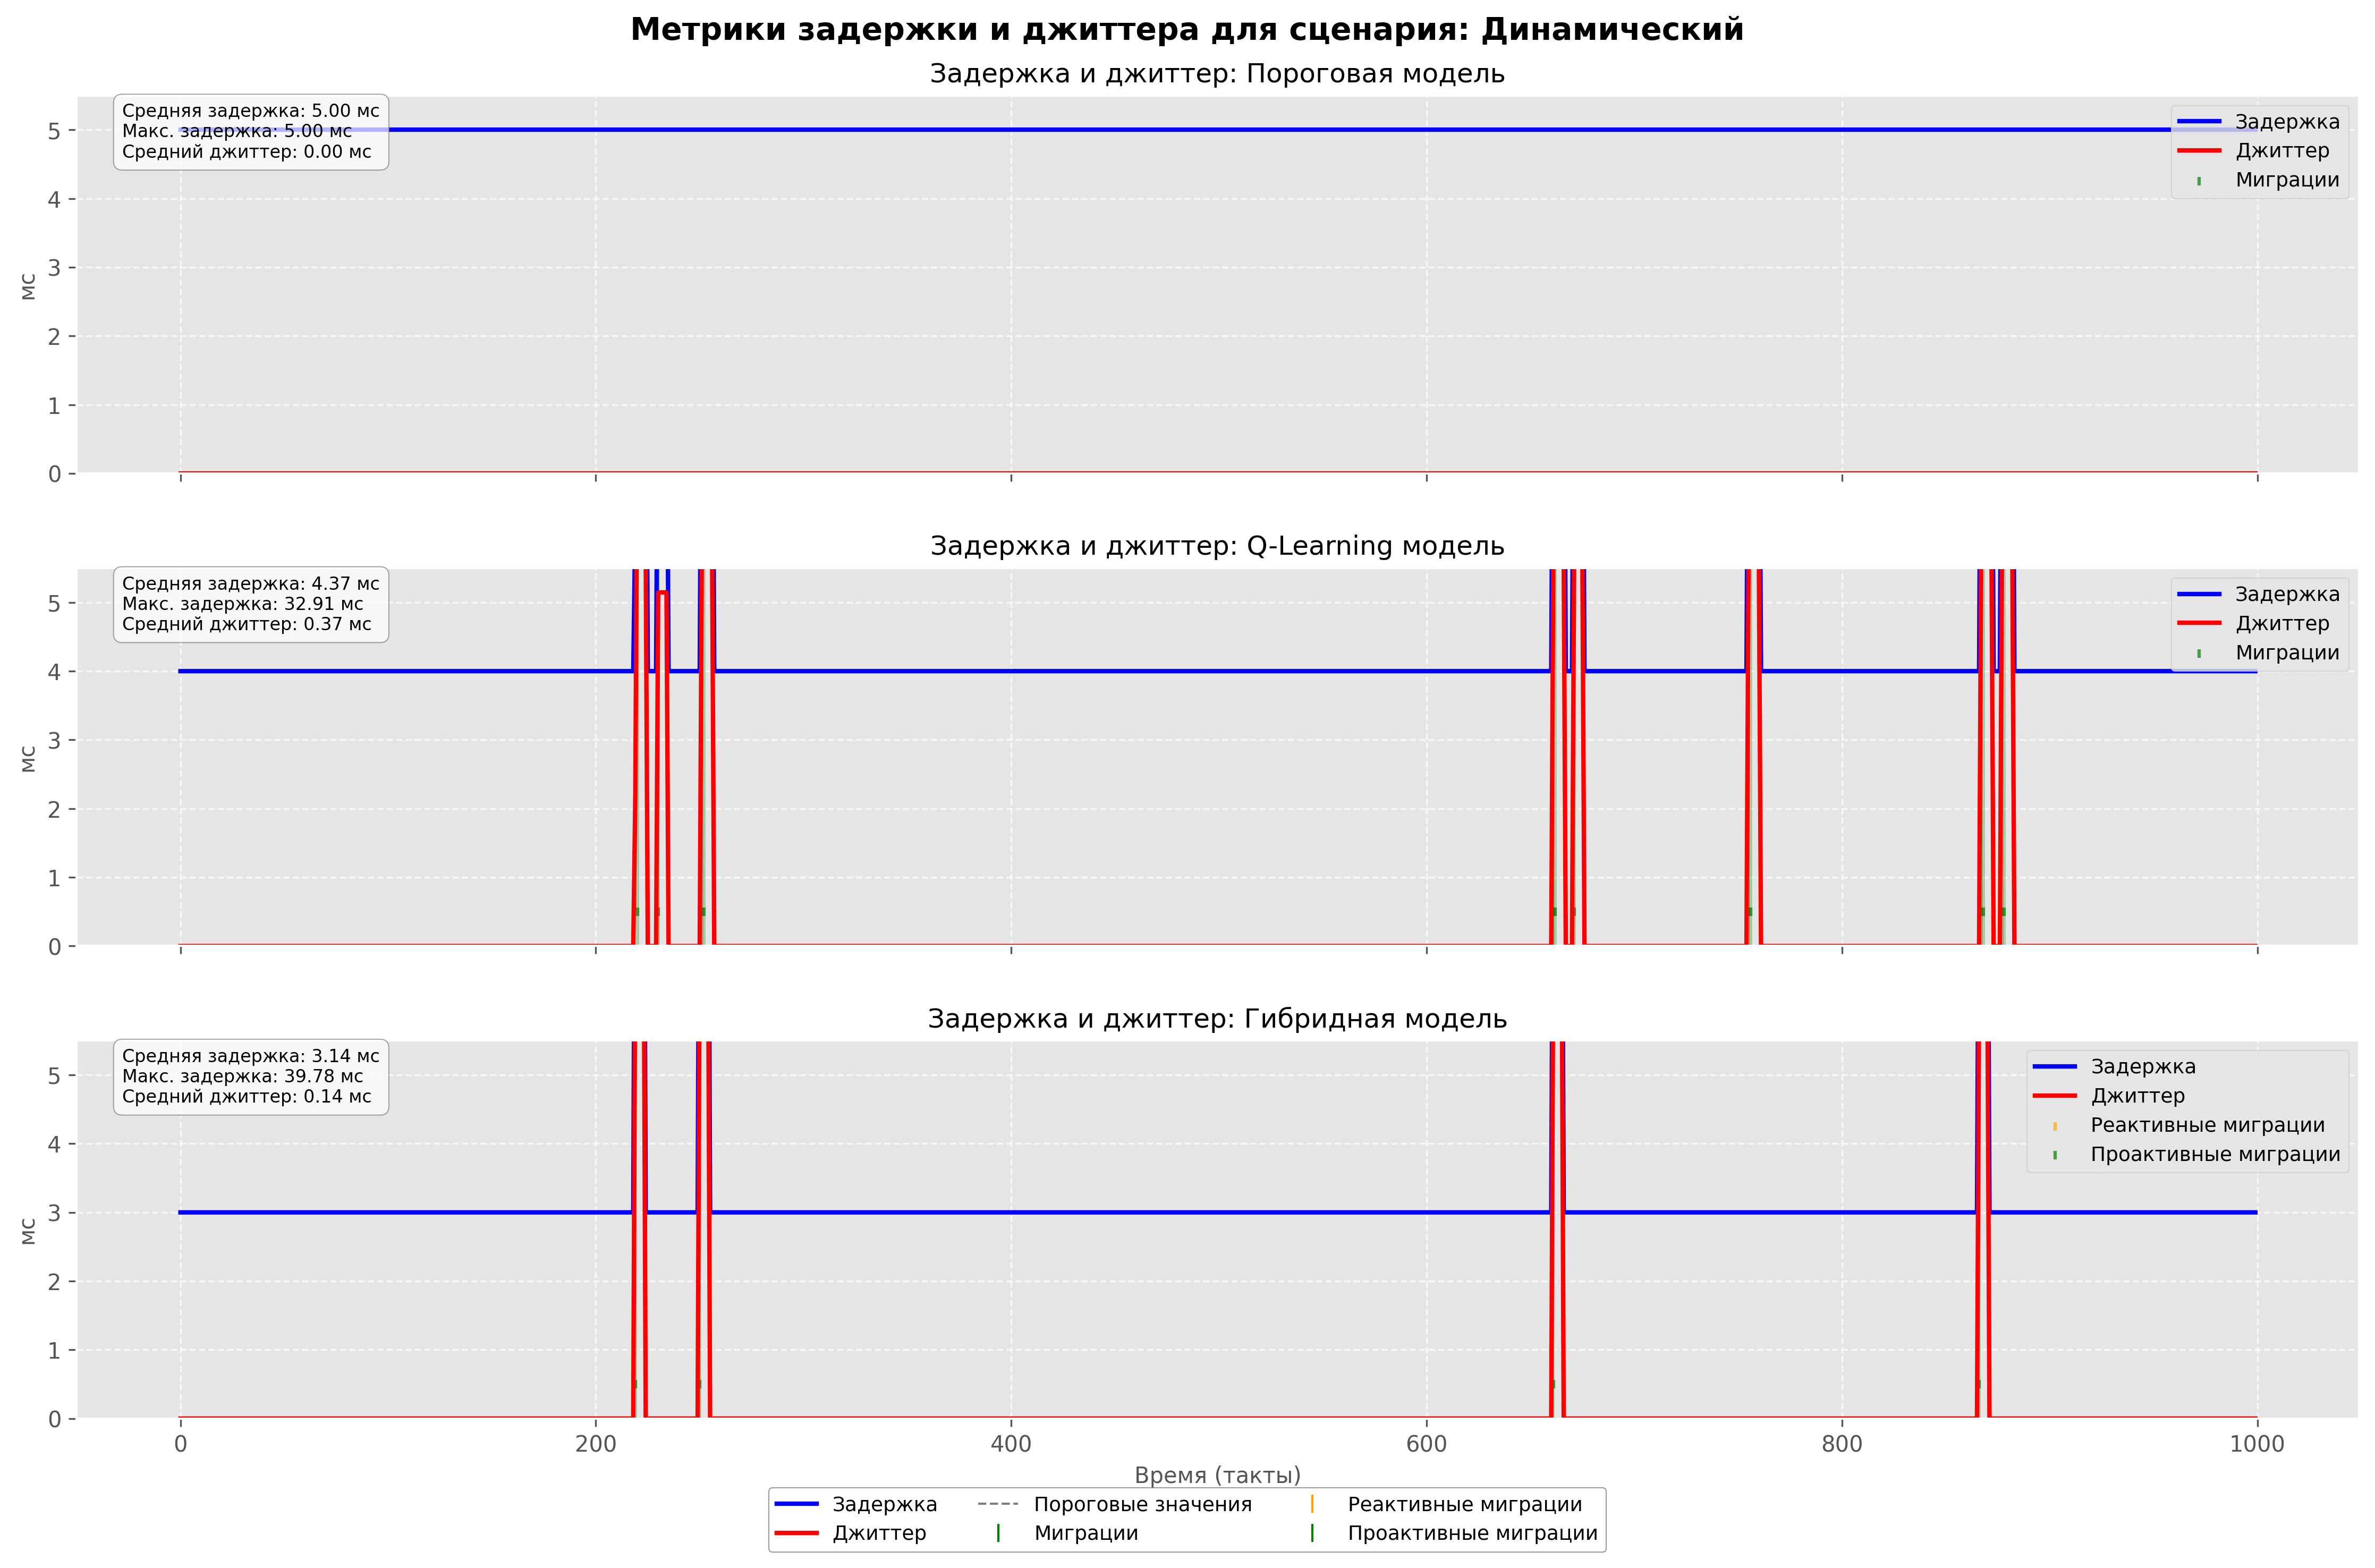 Метрики задержки и джиттера для сценария: Динамический
Задержка и джиттер: Пороговая модель
Средняя задержка: 5.00 мс
Макс. задержка: 5.00 мс
Средний джиттер: 0.00 мс
Задержка
Джиттер
Миграции
5
4
3
2
1
0
мс
Задержка и джиттер: Q-Learning модель
Средняя задержка: 4.37 мс
Макс. задержка: 32.91 мс
Средний джиттер: 0.37 мс
Задержка
Джиттер
Миграции
5
4
3
2
1
0
мс
Задержка и джиттер: Гибридная модель
Средняя задержка: 3.14 мс
Макс. задержка: 39.78 мс
Средний джиттер: 0.14 мс
Задержка
Джиттер
Реактивные миграции
Проактивные миграции
5
4
3
2
1
0
мс
0 200 400 600 800 1000
Время (такты)
Задержка Пороговые значения Реактивные миграции
Джиттер Миграции Проактивные миграции